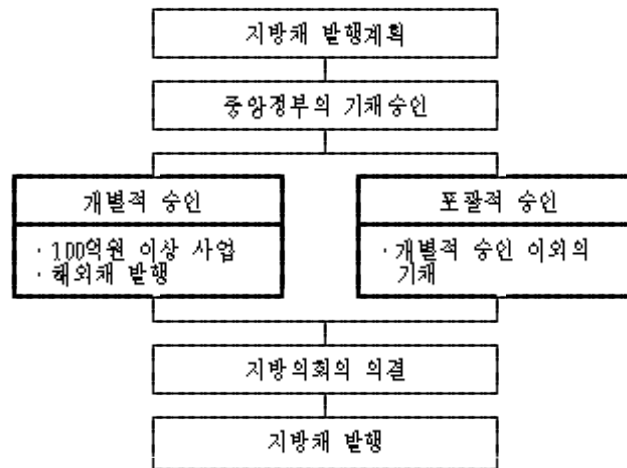 지방채 발행계획
중앙정부의 기채승인
개별적 승인
· 100억원 이상 사업
· 해외채 발행
포괄적 승인
· 개별적 승인 이외의
기채
지방의회의 의결
지방채 발행